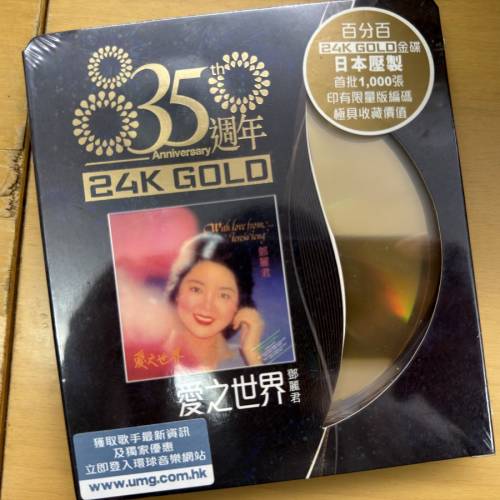 百分百
24K GOLD金碟
日本壓製
首批1,000張
印有限量版編碼
極具收藏價值
35th週年
Anniversary
24K GOLD
With love from...
Teresa Teng
鄧麗君
愛之世界
愛之世界
鄧麗君
獲取歌手最新資訊
及獨家優惠
立即登入環球音樂網站
www.umg.com.hk